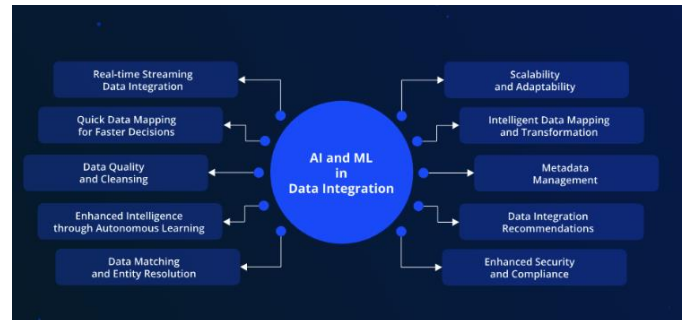 Real-time Streaming
Data Integration
Quick Data Mapping
for Faster Decisions
Data Quality
and Cleansing
Enhanced Intelligence
through Autonomous Learning
Data Matching
and Entity Resolution
AI and ML
in
Data Integration
Scalability
and Adaptability
Intelligent Data Mapping
and Transformation
Metadata
Management
Data Integration
Recommendations
Enhanced Security
and Compliance